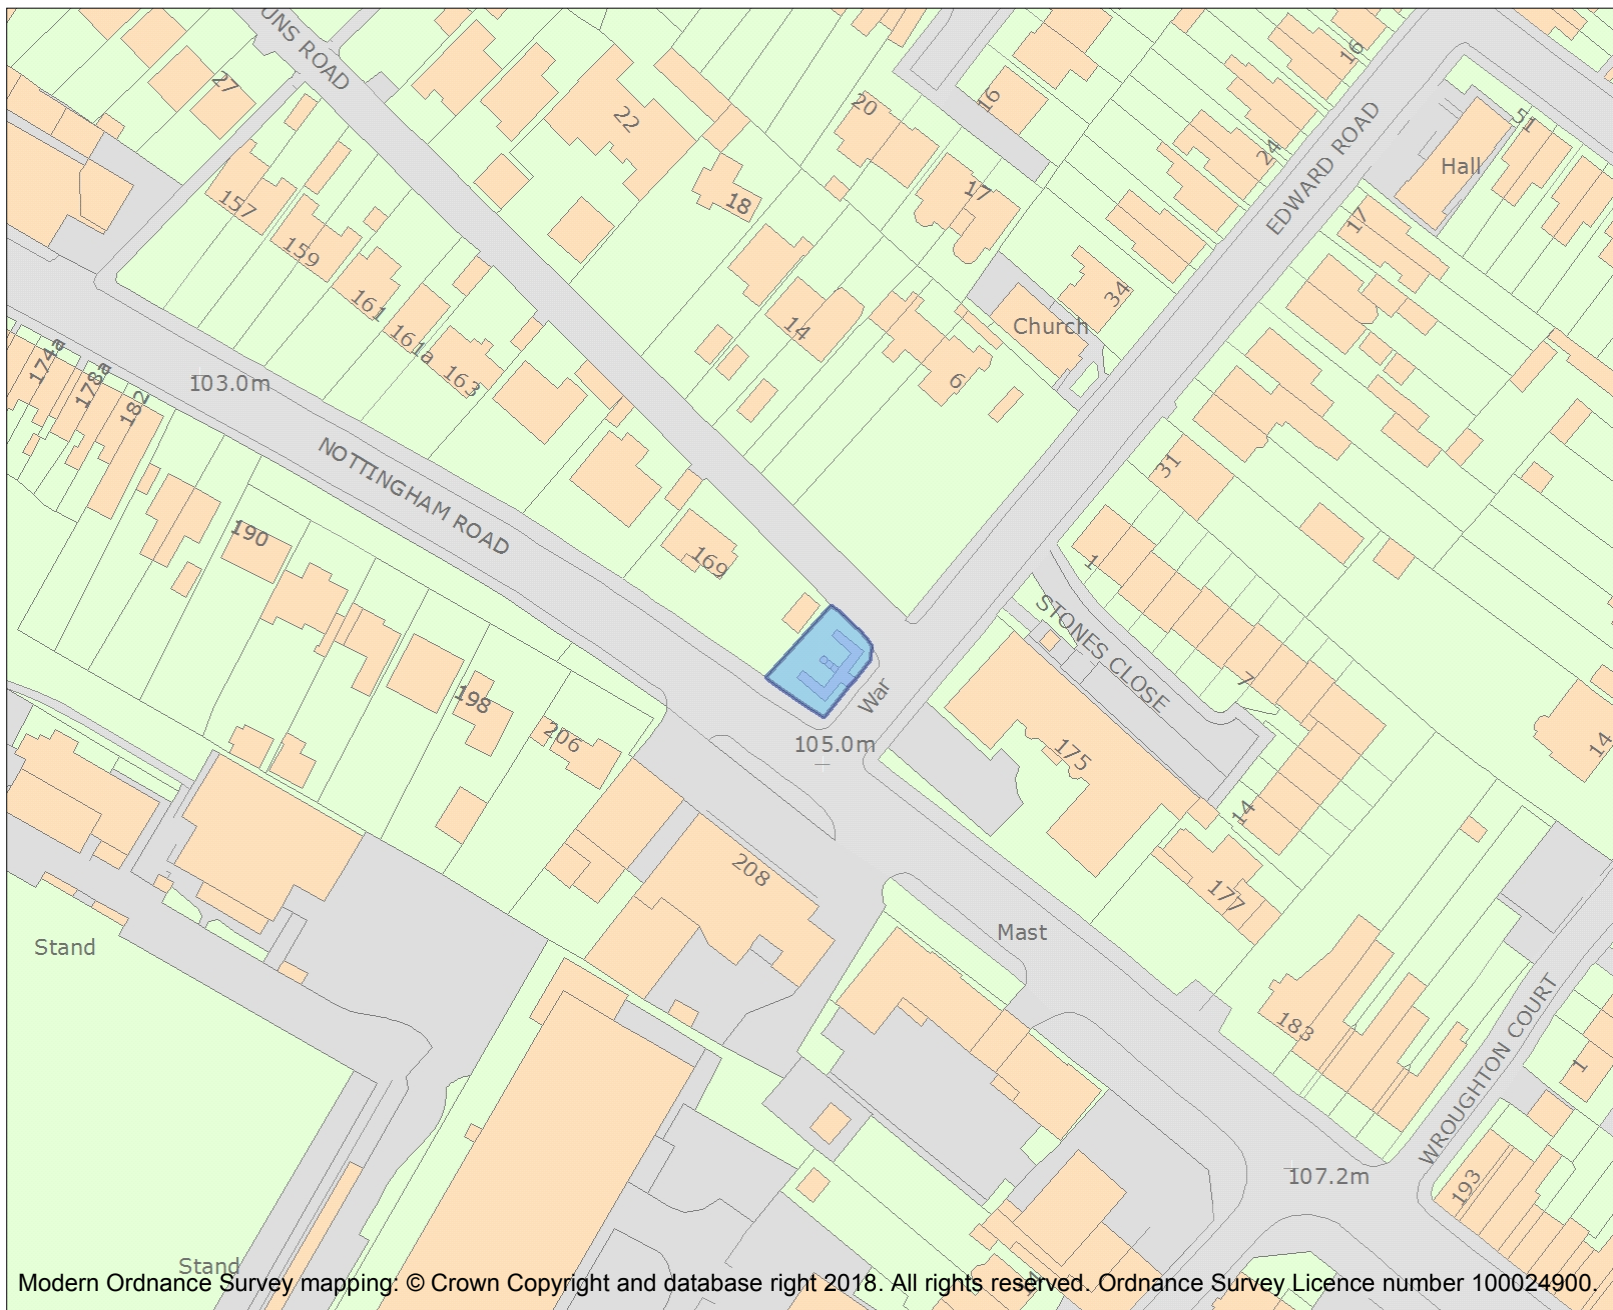 UNS ROAD
27
22
20
16
16
24
EDWARD ROAD
51
Hall
17
17
18
157
159
161
161a
163
14
34
Church
6
174a
178a
182
103.0m
NOTTINGHAM ROAD
31
190
169
1
STONES CLOSE
7
War
198
206
105.0m
175
14
14
208
177
Mast
Stand
183
WROUGHTON COURT
1
107.2m
193
Stand
Modern Ordnance Survey mapping: © Crown Copyright and database right 2018. All rights reserved. Ordnance Survey Licence number 100024900.